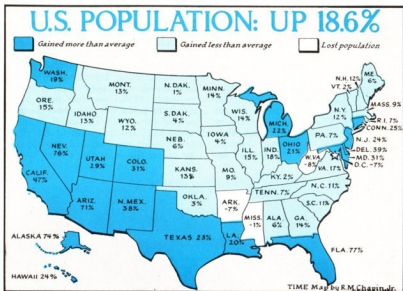 U.S. POPULATION: UP 18.6%
Gained more than average
Gained less than average
Lost population
WASH.
19%
MONT.
13%
N. DAK.
1%
MINN.
14%
ME.
6%
N.H. 12%
VT. 2%
ORE.
15%
IDAHO
13%
WYO.
12%
S. DAK.
4%
WIS.
14%
MICH.
22%
N.Y.
12%
MASS. 9%
R.I. 7%
CONN. 25%
NEV.
76%
UTAH
29%
COLO.
31%
NEB.
6%
IOWA
4%
ILL.
15%
IND.
18%
OHIO
21%
PA. 7%
N.J. 24%
DEL. 39%
MD. 31%
D.C. -7%
CALIF.
47%
KANS.
13%
MO.
9%
KY. 2%
W.VA.
-8%
VA. 17%
ARIZ.
71%
N. MEX.
38%
OKLA.
3%
ARK.
-7%
TENN. 7%
N.C. 11%
S.C. 11%
TEXAS 23%
LA.
20%
MISS.
-1%
ALA.
6%
GA.
14%
FLA. 77%
ALASKA 74%
HAWAII 24%
TIME Map by R.M. Chapin, Jr.